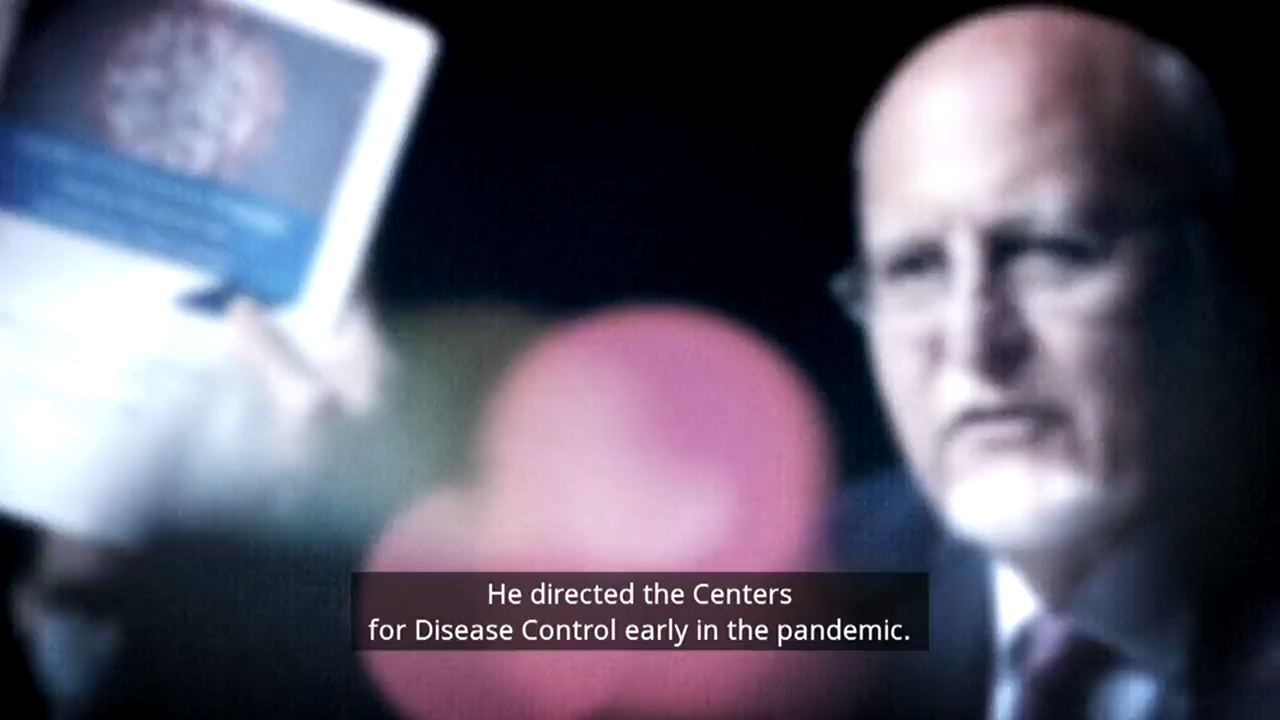 He directed the Centers
for Disease Control early in the pandemic.